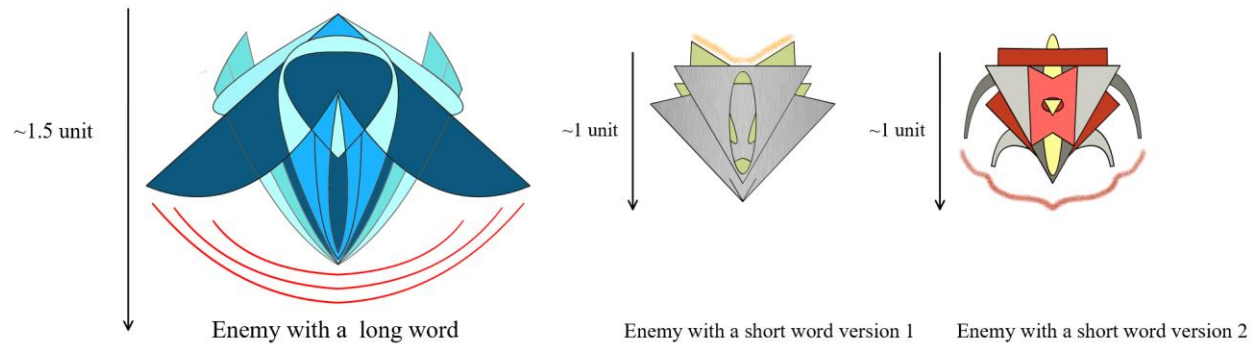 ~1.5 unit
~1 unit
~1 unit
Enemy with a long word
Enemy with a short word version 1
Enemy with a short word version 2